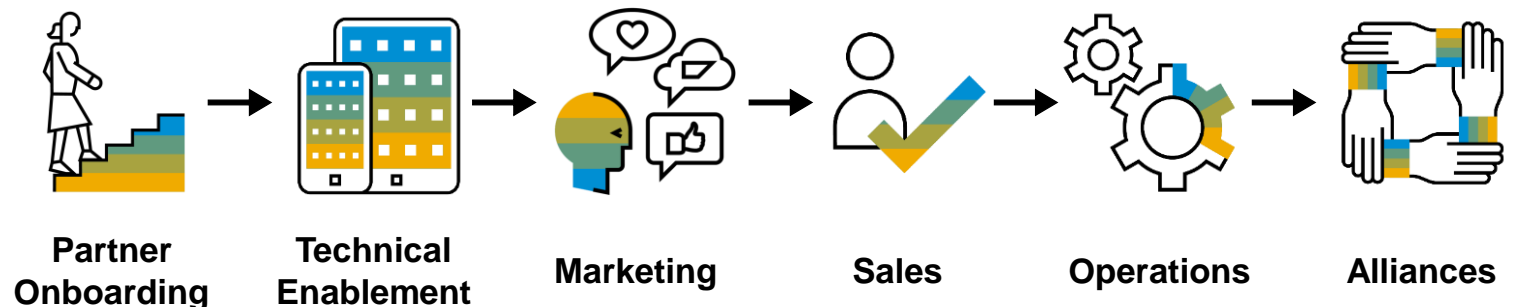 Partner
Onboarding
Technical
Enablement
Marketing
Sales
Operations
Alliances